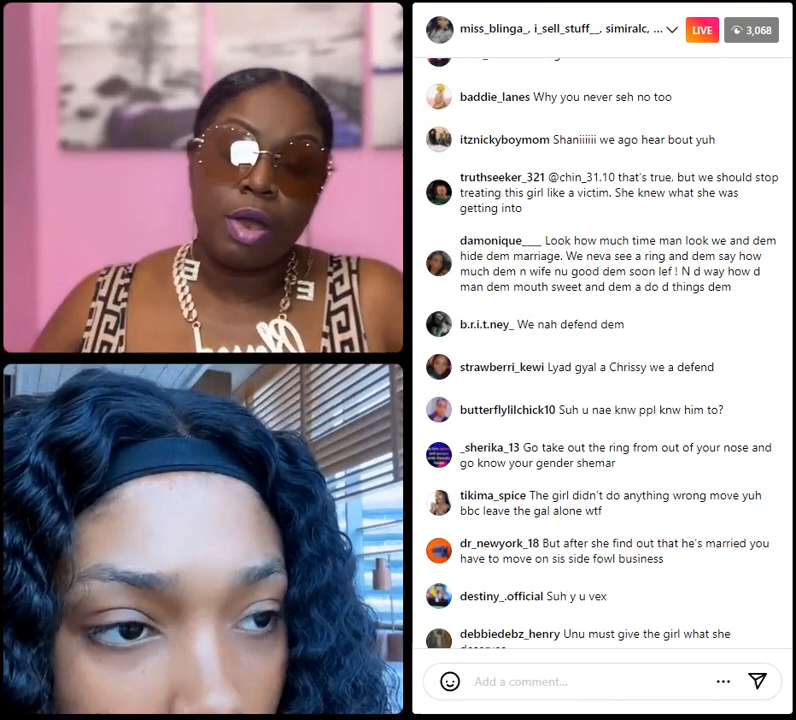 miss_blinga_, i_sell_stuff__, simiralc, ...
LIVE
3,068
baddie_lanes Why you never seh no too
itznickyboymom Shaniiiiii we ago hear bout yuh
truthseeker_321 @chin_31.10 that's true, but we should stop
treating this girl like a victim. She knew what she was
getting into
damonique____ Look how much time man look we and dem
hide dem marriage. We neva see a ring and dem say how
much dem n wife nu good dem soon lef ! N d way how d
man dem mouth sweet and dem a do d things dem
b.r.i.t.ney_ We nah defend dem
strawberri_kewi Lyad gyal a Chrissy we a defend
butterflylilchick10 Suh u nae knw ppl knw him to?
_sherika_13 Go take out the ring from out of your nose and
go know your gender shemar
tikima_spice The girl didn't do anything wrong move yuh
bbc leave the gal alone wtf
dr_newyork_18 But after she find out that he's married you
have to move on sis side fowl business
destiny_.official Suh y u vex
debbiedebz_henry Unu must give the girl what she
Add a comment...